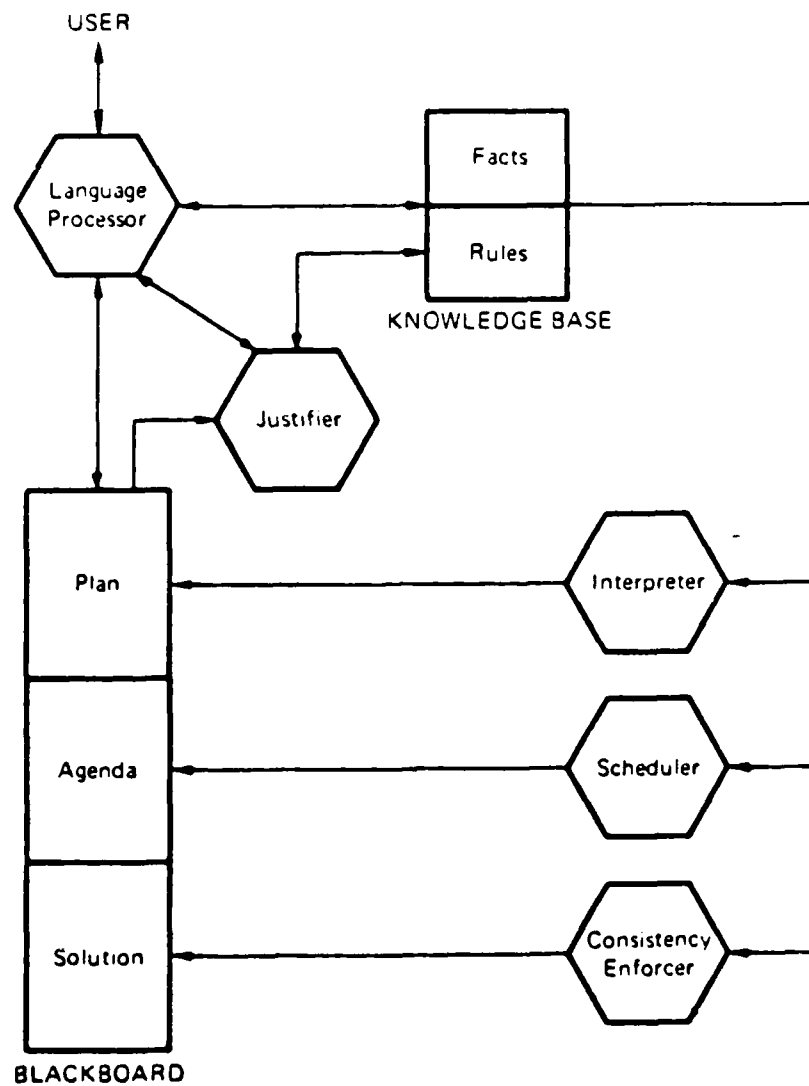 USER
Language
Processor
Facts
Rules
KNOWLEDGE BASE
Justifier
Plan
Interpreter
Agenda
Scheduler
Solution
Consistency
Enforcer
BLACKBOARD